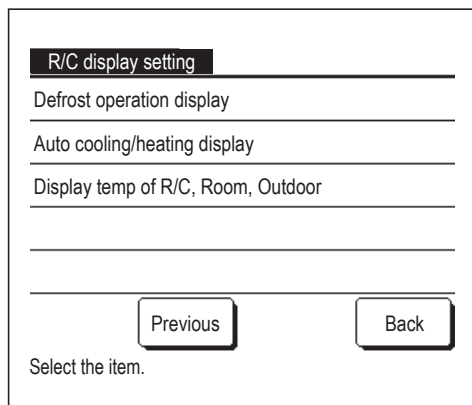 R/C display setting
Defrost operation display
Auto cooling/heating display
Display temp of R/C, Room, Outdoor
Previous Back
Select the item.